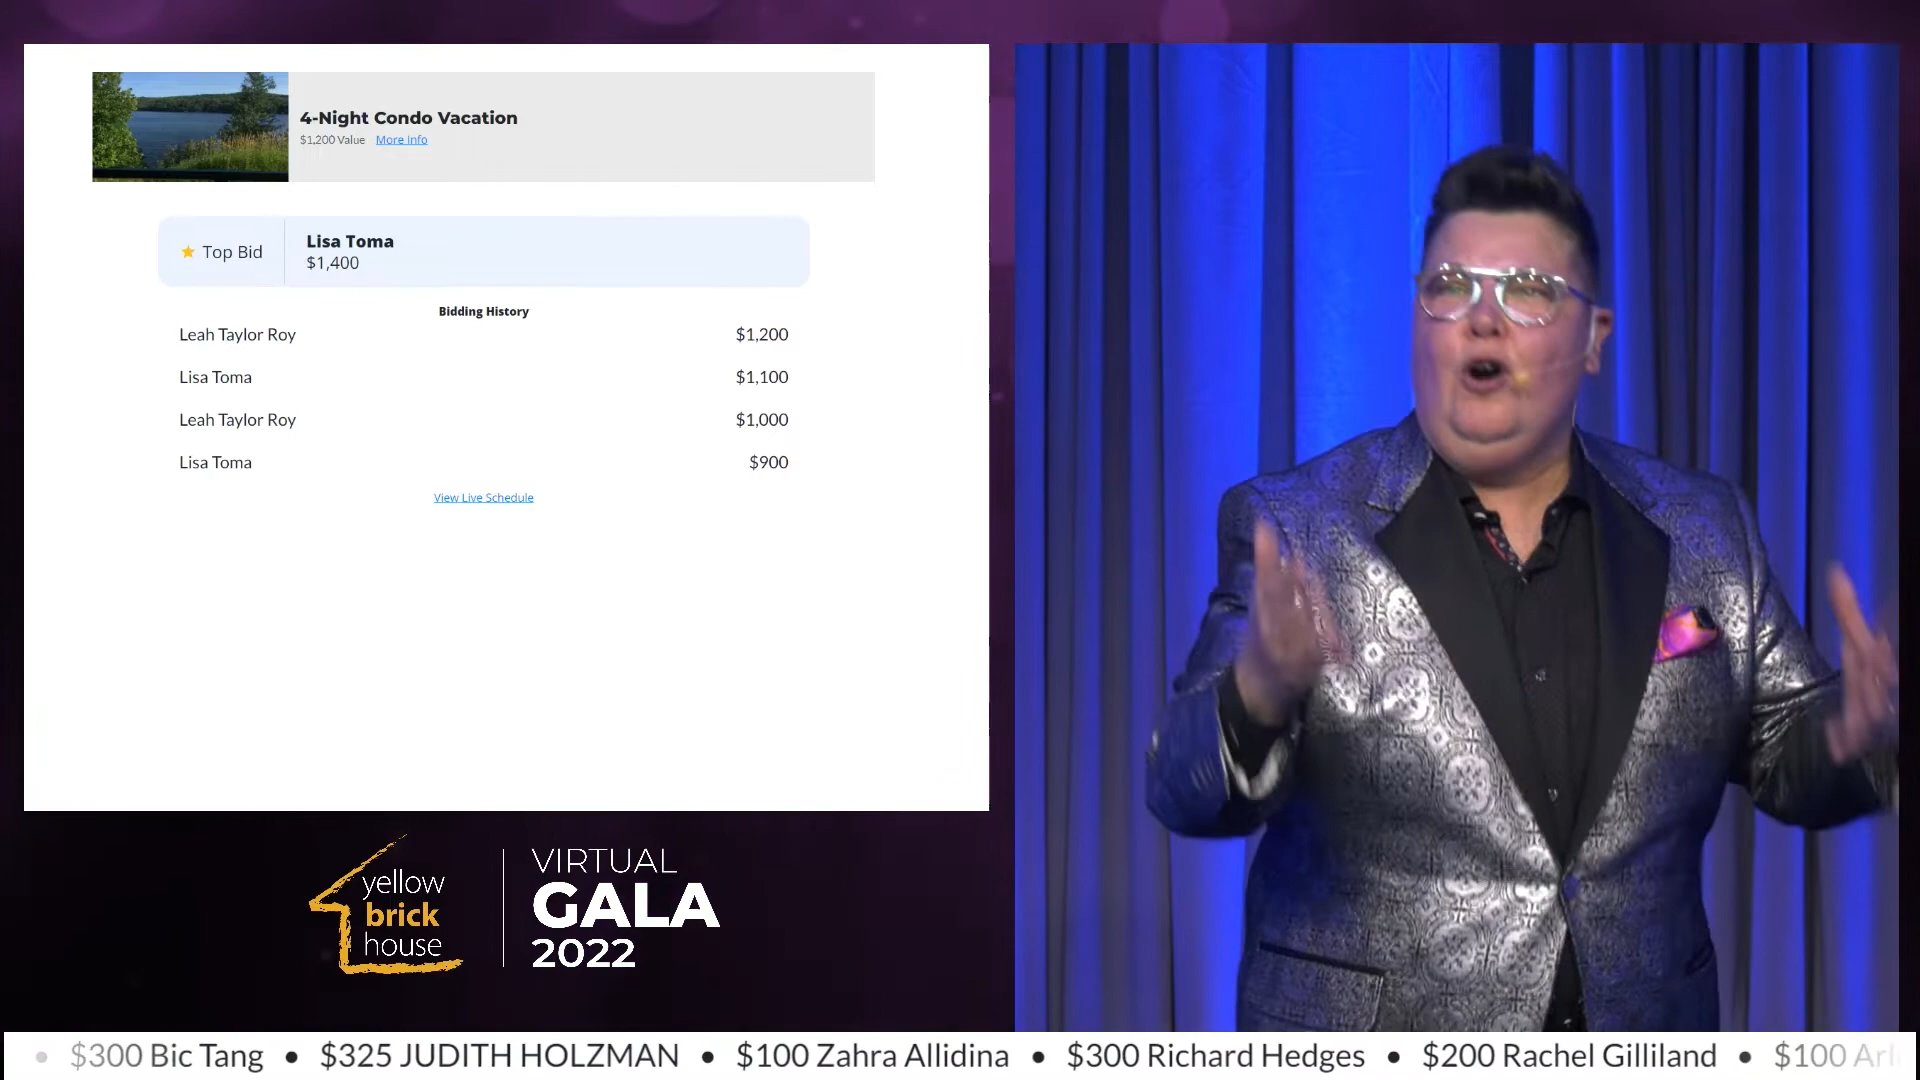 4-Night Condo Vacation
$1,200 Value More Info
Top Bid
Lisa Toma
$1,400
Bidding History
Leah Taylor Roy $1,200
Lisa Toma $1,100
Leah Taylor Roy $1,000
Lisa Toma $900
View Live Schedule
yellow
brick
house
VIRTUAL
GALA
2022
• $300 Bic Tang • $325 JUDITH HOLZMAN • $100 Zahra Allidina • $300 Richard Hedges • $200 Rachel Gilliland • $100